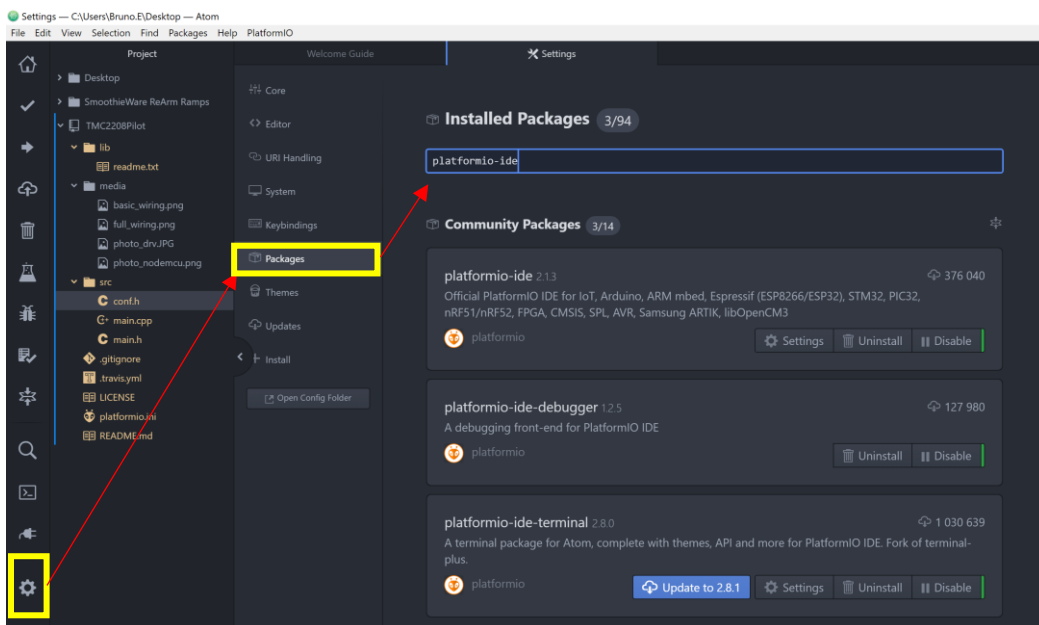 Settings — C:\Users\Bruno.E\Desktop — Atom
File Edit View Selection Find Packages Help PlatformIO
Project
Welcome Guide
Settings
Desktop
SmoothieWare ReArm Ramps
TMC2208Pilot
lib
readme.txt
media
basic_wiring.png
full_wiring.png
photo_drv.JPG
photo_nodemcu.png
src
conf.h
main.cpp
main.h
.gitignore
.travis.yml
LICENSE
platformio.ini
README.md
Core
Editor
URI Handling
System
Keybindings
Packages
Themes
Updates
Install
Open Config Folder
Installed Packages 3/94
platformio-ide
Community Packages 3/14
platformio-ide 2.1.3 376 040
Official PlatformIO IDE for IoT, Arduino, ARM mbed, Espressif (ESP8266/ESP32), STM32, PIC32,
nRF51/nRF52, FPGA, CMSIS, SPL, AVR, Samsung ARTIK, libOpenCM3
platformio Settings Uninstall Disable
platformio-ide-debugger 1.2.5 127 980
A debugging front-end for PlatformIO IDE
platformio Uninstall Disable
platformio-ide-terminal 2.8.0 1 030 639
A terminal package for Atom, complete with themes, API and more for PlatformIO IDE. Fork of terminal-
plus.
platformio Update to 2.8.1 Settings Uninstall Disable